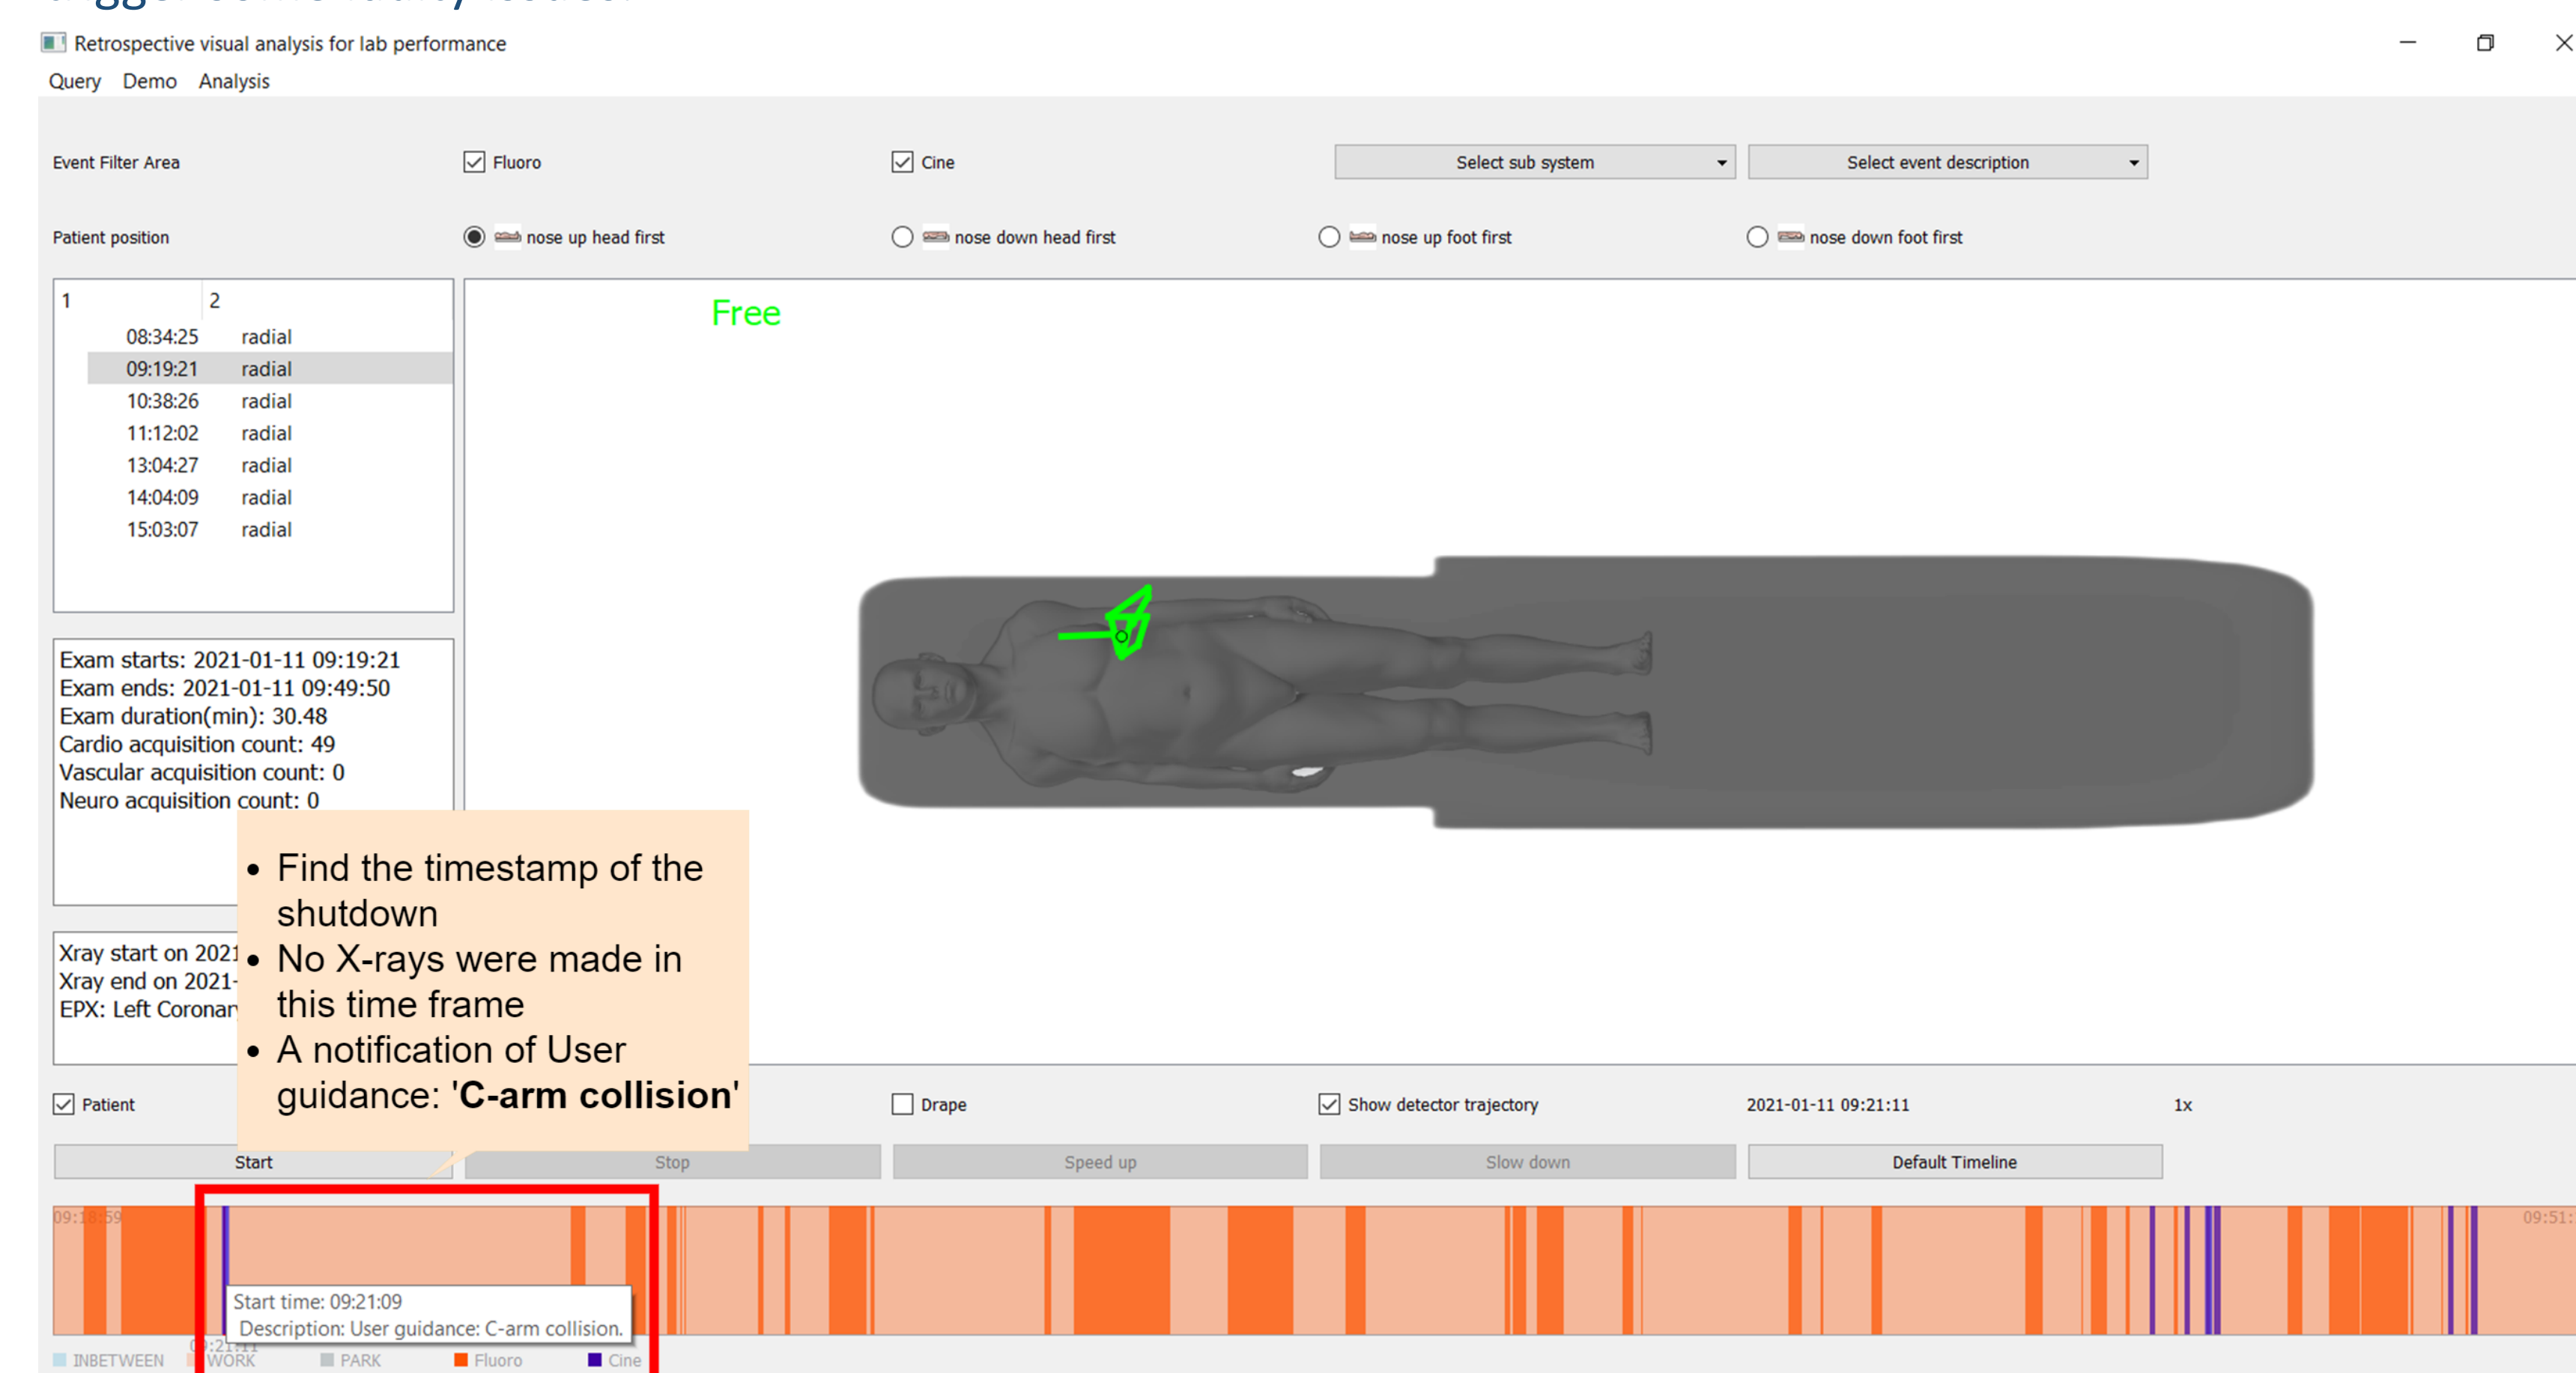 Retrospective visual analysis for lab performance
Query Demo Analysis
Event Filter Area Fluoro Cine Select sub system Select event description
Patient position nose up head first nose down head first nose up foot first nose down foot first
1 2
08:34:25 radial
09:19:21 radial
10:38:26 radial
11:12:02 radial
13:04:27 radial
14:04:09 radial
15:03:07 radial
Free
Exam starts: 2021-01-11 09:19:21
Exam ends: 2021-01-11 09:49:50
Exam duration(min): 30.48
Cardio acquisition count: 49
Vascular acquisition count: 0
Neuro acquisition count: 0
• Find the timestamp of the
shutdown
• No X-rays were made in
this time frame
• A notification of User
guidance: 'C-arm collision'
Xray start on 2021
Xray end on 2021-
EPX: Left Coronary
Patient Drape Show detector trajectory 2021-01-11 09:21:11 1x
Start Stop Speed up Slow down Default Timeline
09:18:59 09:51:
Start time: 09:21:09
Description: User guidance: C-arm collision.
09:21:11
INBETWEEN WORK PARK Fluoro Cine